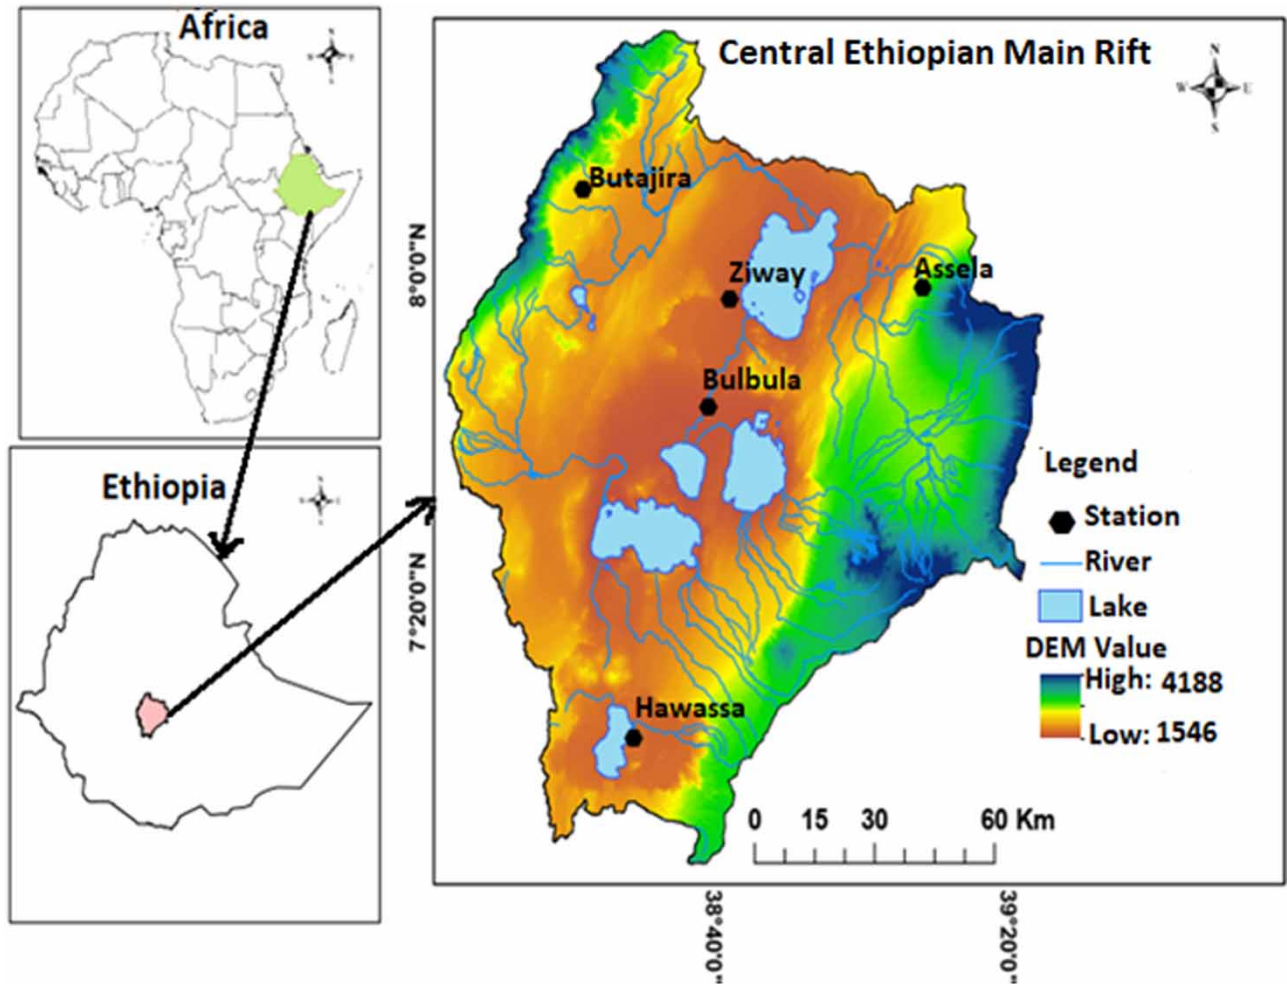 Africa
Central Ethiopian Main Rift
N
W E
S
Butajira
8°0'0"N
Ziway
Assela
Bulbula
Legend
Station
River
Lake
Ethiopia
7°20'0"N
DEM Value
High: 4188
Low: 1546
Hawassa
0 15 30 60 Km
38°40'0"
39°20'0"